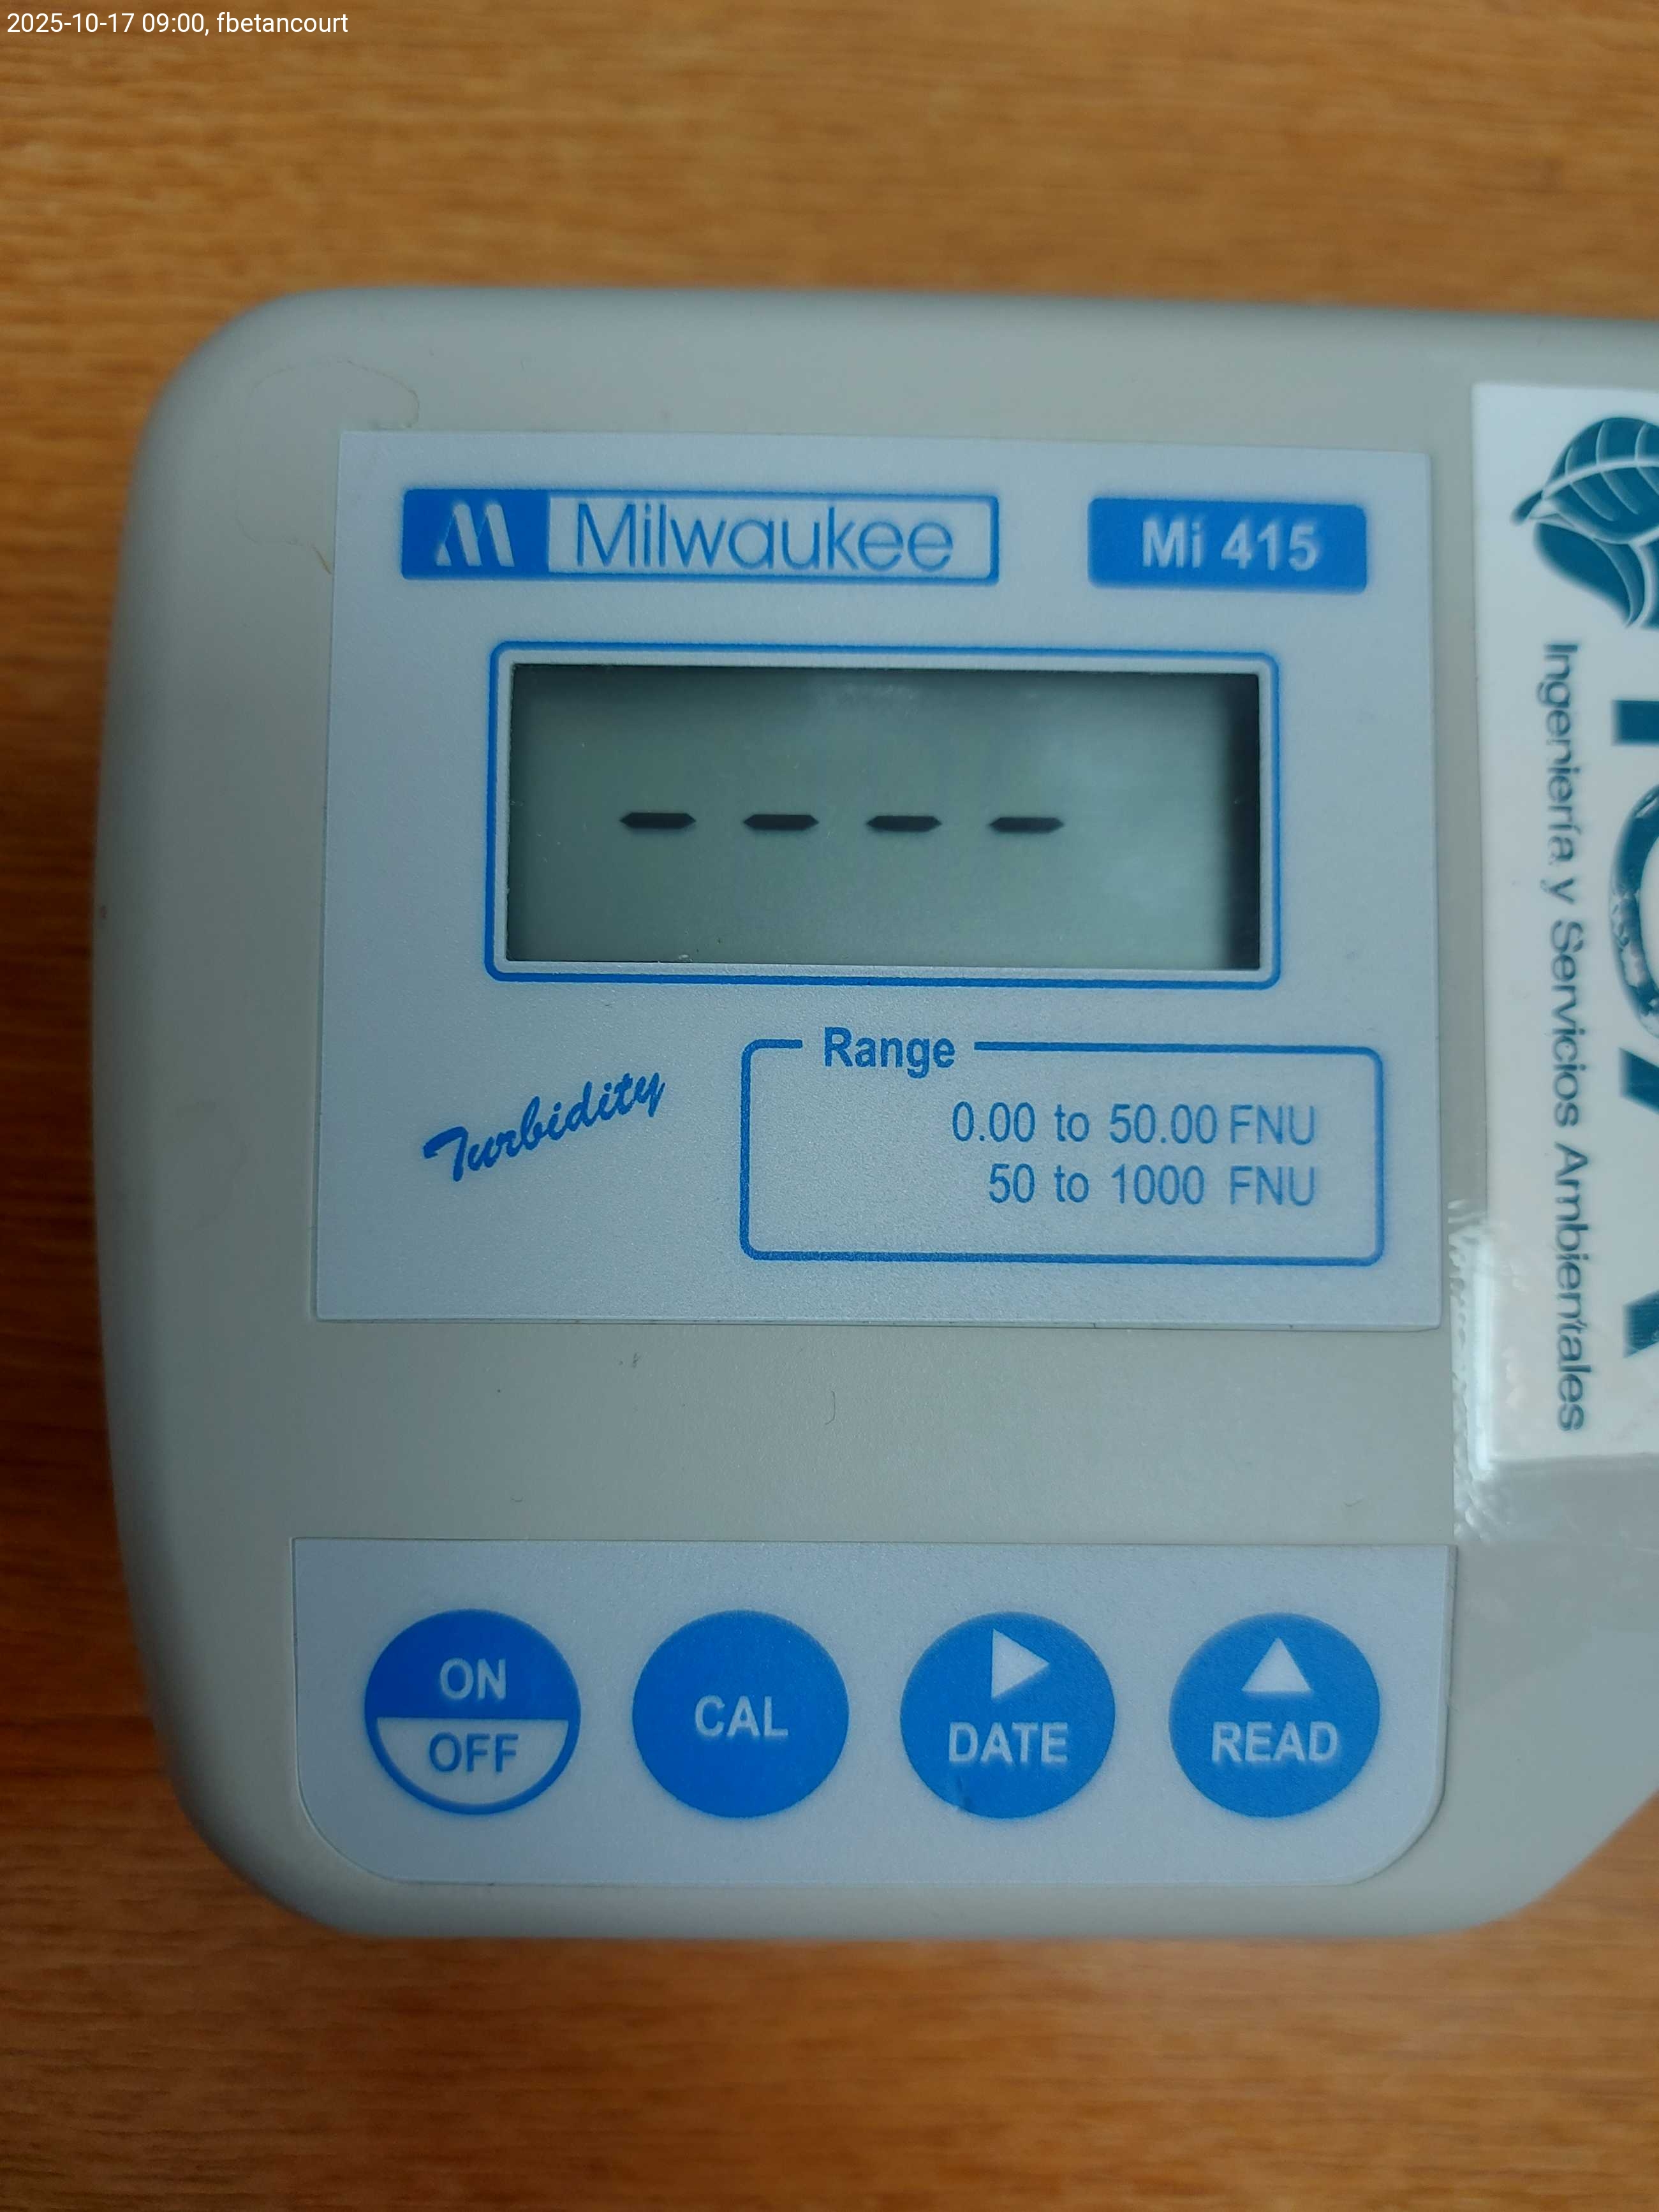 2025-10-17 09:00, fbetancourt
Milwaukee
Mi 415
- - - -
Turbidity
Range
0.00 to 50.00 FNU
50 to 1000 FNU
ON
OFF
CAL
DATE
READ
Ingeniería y Servicios Ambientales